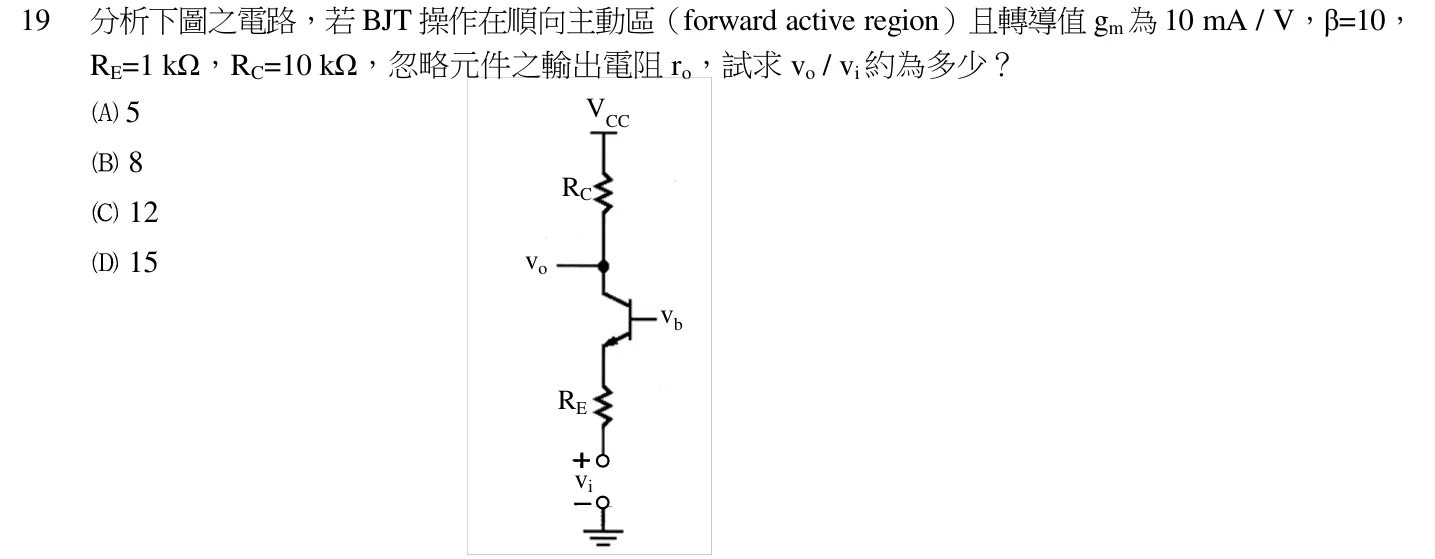 19 分析下圖之電路，若 BJT 操作在順向主動區（forward active region）且轉導值 gm 為 10 mA / V，β=10，
RE=1 kΩ，RC=10 kΩ，忽略元件之輸出電阻 ro，試求 vo / vi 約為多少？
(A) 5
(B) 8
(C) 12
(D) 15
VCC
RC
vo
vb
RE
+
vi
−